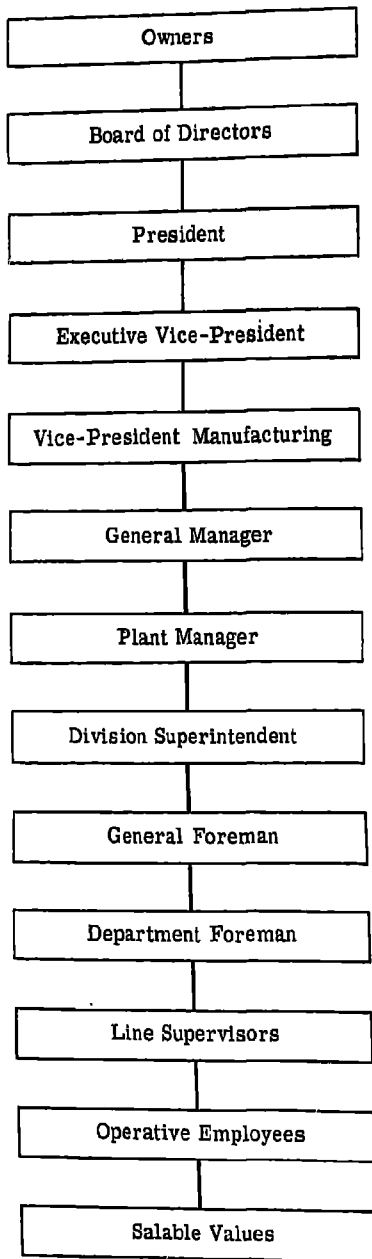 Owners
Board of Directors
President
Executive Vice-President
Vice-President Manufacturing
General Manager
Plant Manager
Division Superintendent
General Foreman
Department Foreman
Line Supervisors
Operative Employees
Salable Values